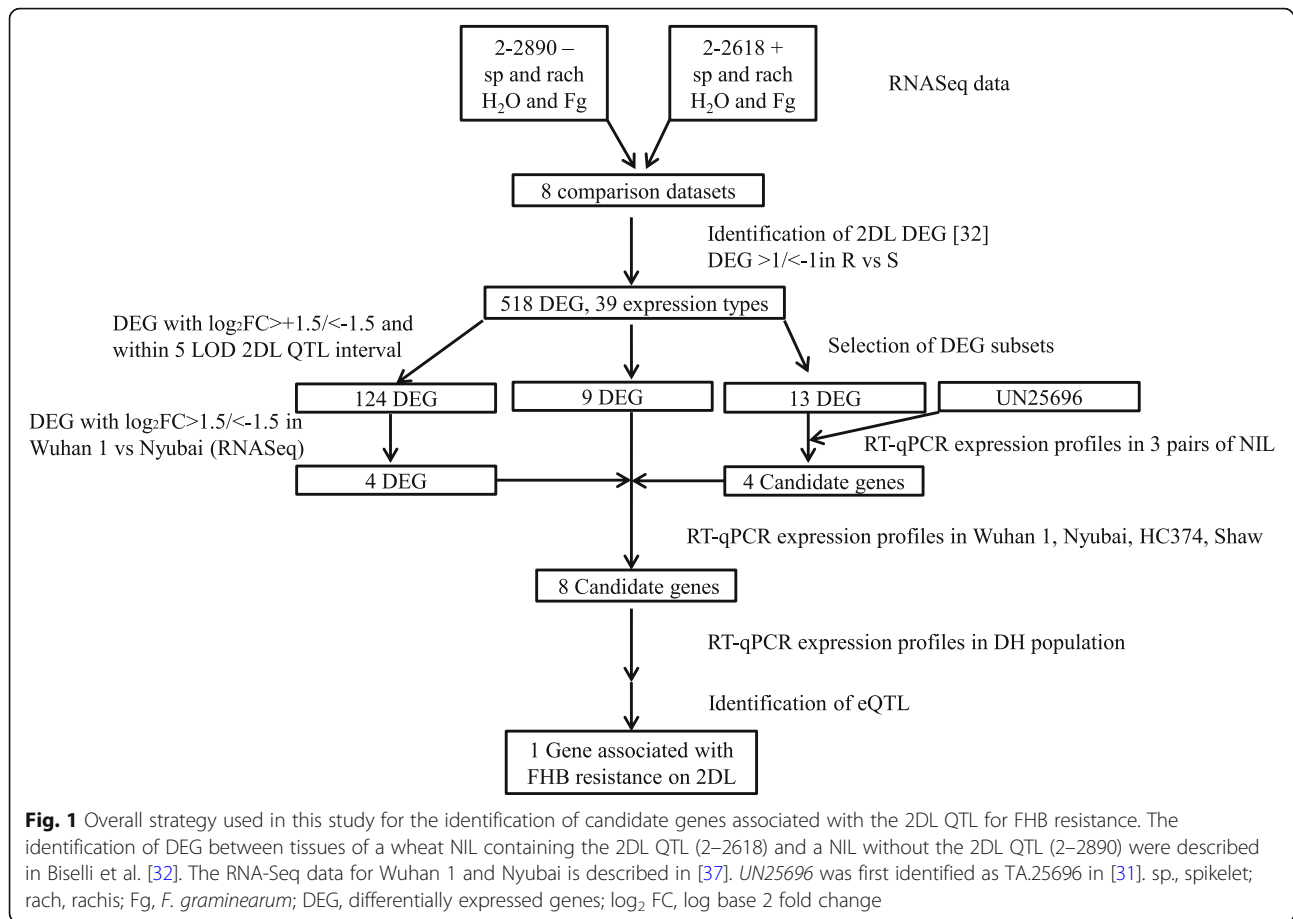 2-2890 –
sp and rach
H₂O and Fg
2-2618 +
sp and rach
H₂O and Fg
RNASeq data
8 comparison datasets
Identification of 2DL DEG [32]
DEG >1/<-1in R vs S
518 DEG, 39 expression types
DEG with log₂FC>+1.5/<-1.5 and
within 5 LOD 2DL QTL interval
Selection of DEG subsets
124 DEG
9 DEG
13 DEG
UN25696
DEG with log₂FC>1.5/<-1.5 in
Wuhan 1 vs Nyubai (RNASeq)
RT-qPCR expression profiles in 3 pairs of NIL
4 DEG
4 Candidate genes
RT-qPCR expression profiles in Wuhan 1, Nyubai, HC374, Shaw
8 Candidate genes
RT-qPCR expression profiles in DH population
Identification of eQTL
1 Gene associated with
FHB resistance on 2DL
Fig. 1 Overall strategy used in this study for the identification of candidate genes associated with the 2DL QTL for FHB resistance. The
identification of DEG between tissues of a wheat NIL containing the 2DL QTL (2–2618) and a NIL without the 2DL QTL (2–2890) were described
in Biselli et al. [32]. The RNA-Seq data for Wuhan 1 and Nyubai is described in [37]. UN25696 was first identified as TA.25696 in [31]. sp., spikelet;
rach, rachis; Fg, F. graminearum; DEG, differentially expressed genes; log₂ FC, log base 2 fold change